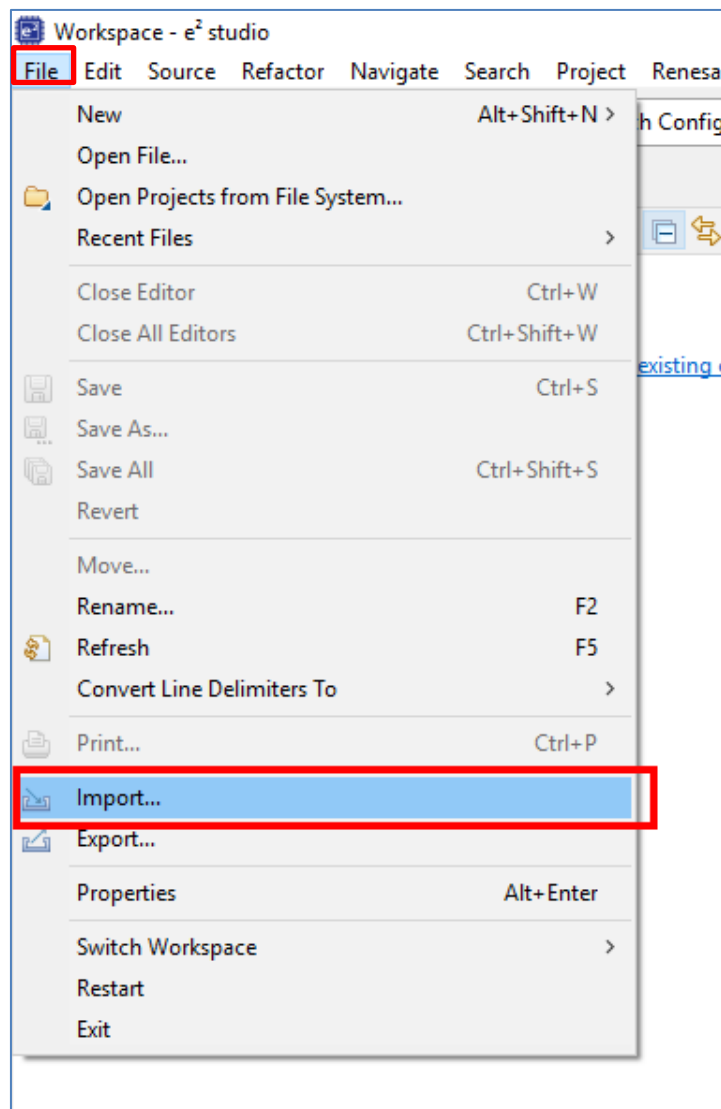 Workspace - e² studio
File Edit Source Refactor Navigate Search Project Renesa
New Alt+Shift+N >
h Config
Open File...
Open Projects from File System...
Recent Files >
Close Editor Ctrl+W
Close All Editors Ctrl+Shift+W
existing
Save Ctrl+S
Save As...
Save All Ctrl+Shift+S
Revert
Move...
Rename... F2
Refresh F5
Convert Line Delimiters To >
Print... Ctrl+P
Import...
Export...
Properties Alt+Enter
Switch Workspace >
Restart
Exit